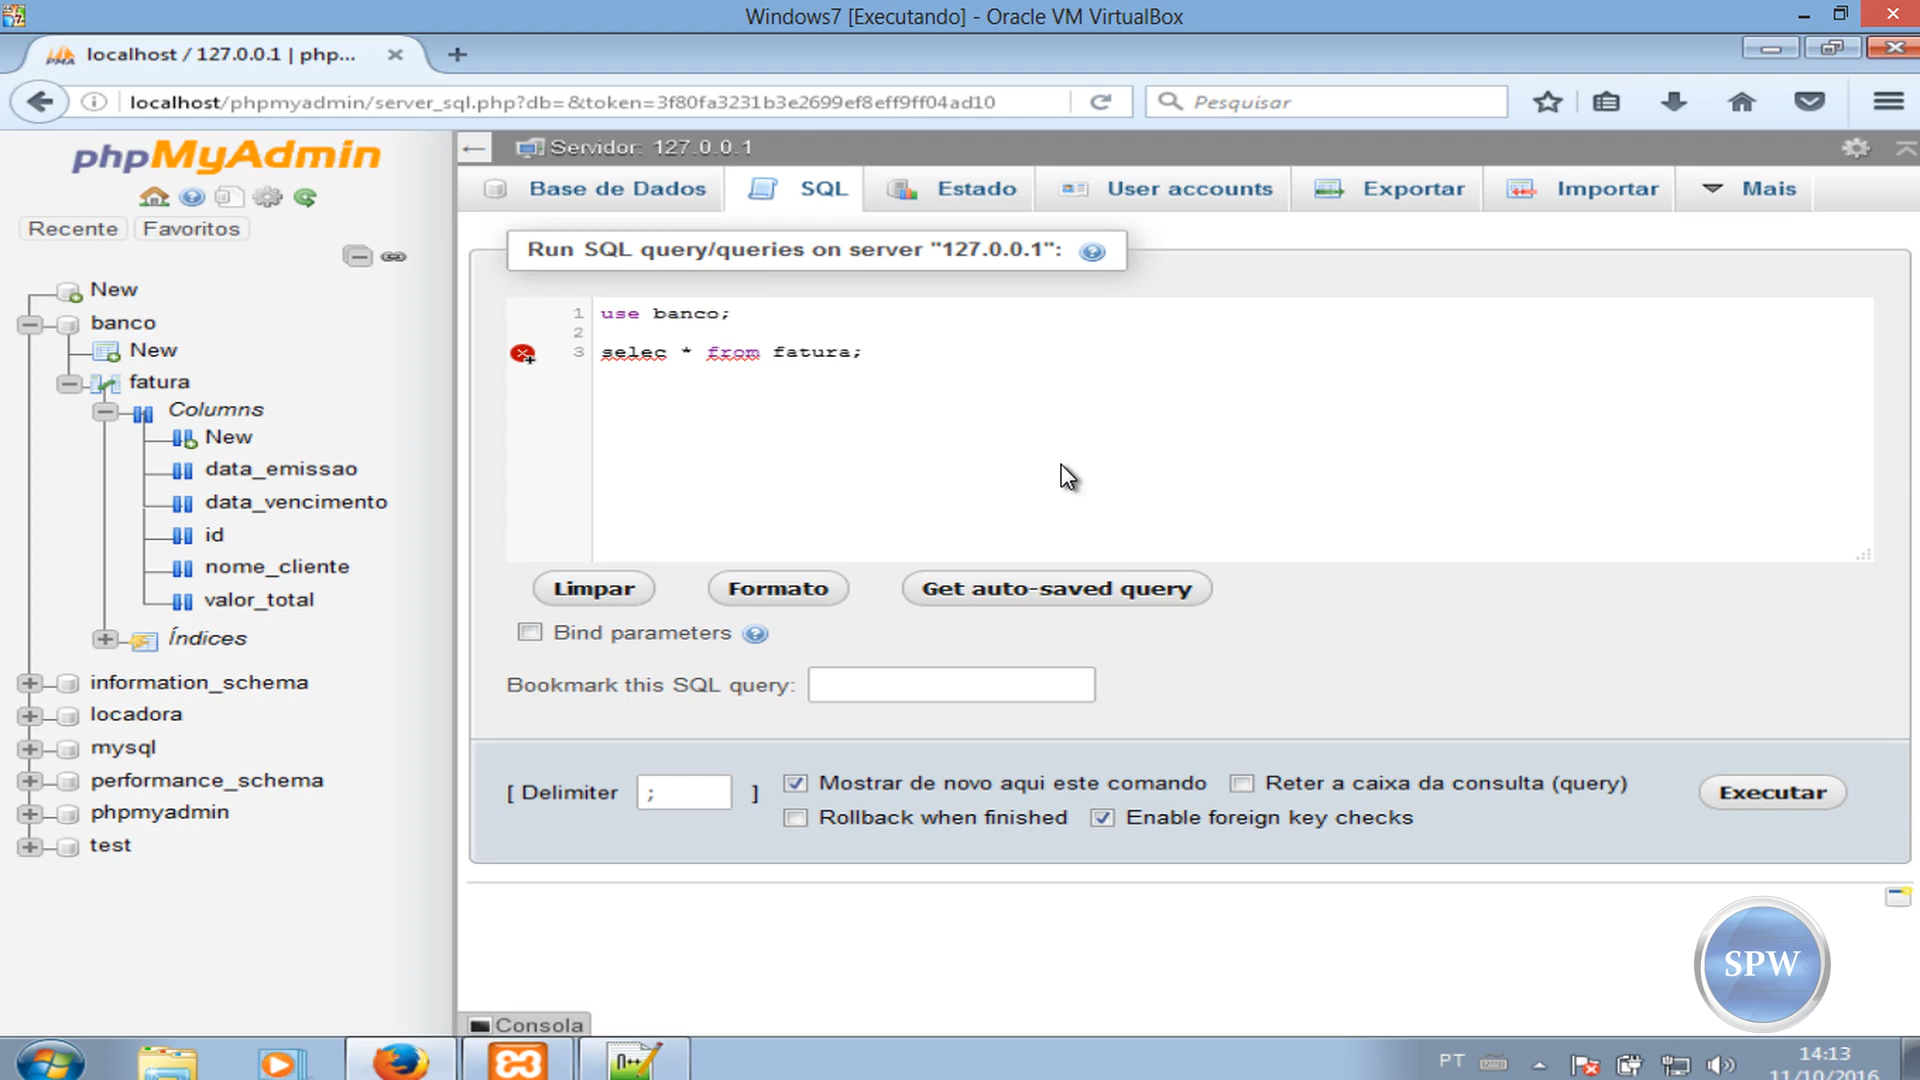 Windows7 [Executando] - Oracle VM VirtualBox
localhost / 127.0.0.1 | php...
localhost/phpmyadmin/server_sql.php?db=&token=3f80fa3231b3e2699ef8eff9ff04ad10
Pesquisar
phpMyAdmin
Recente
Favoritos
New
banco
New
fatura
Columns
New
data_emissao
data_vencimento
id
nome_cliente
valor_total
Índices
information_schema
locadora
mysql
performance_schema
phpmyadmin
test
Servidor: 127.0.0.1
Base de Dados
SQL
Estado
User accounts
Exportar
Importar
Mais
Run SQL query/queries on server "127.0.0.1":
1 use banco;
2
3 selec * from fatura;
Limpar
Formato
Get auto-saved query
Bind parameters
Bookmark this SQL query:
[ Delimiter ; ]
Mostrar de novo aqui este comando
Reter a caixa da consulta (query)
Rollback when finished
Enable foreign key checks
Executar
SPW
Consola
PT
14:13
11/10/2016